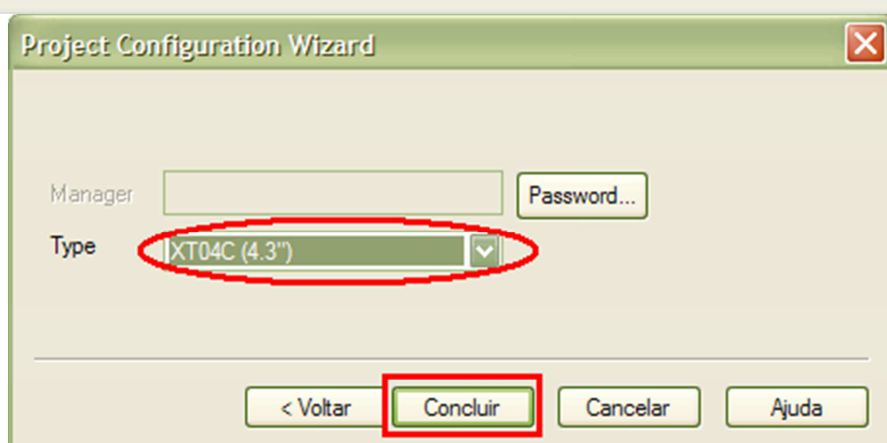 Project Configuration Wizard
Manager
Password...
Type
XT04C (4.3")
< Voltar
Concluir
Cancelar
Ajuda